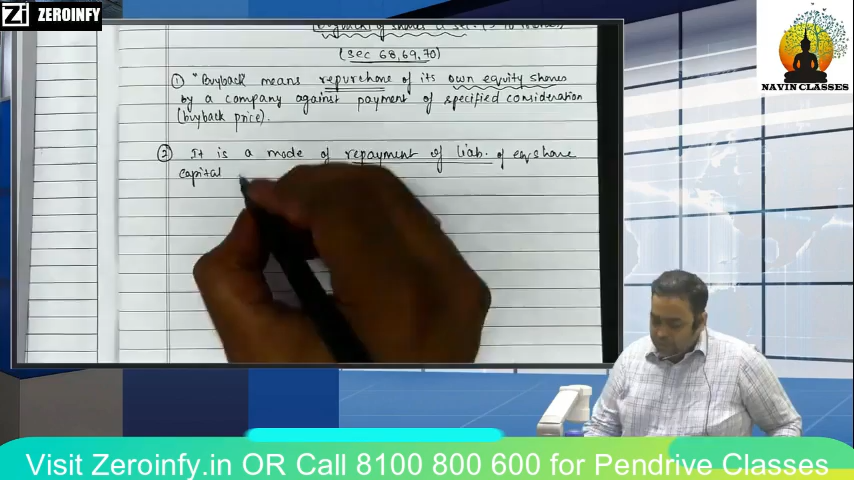 Zi ZEROINFY
(sec 68,69,70)
① "Buyback means repurchase of its own equity shares
by a company against payment of specified consideration
(buyback price).
② It is a mode of repayment of liab. of eq. share
capital
NAVIN CLASSES
Visit Zeroinfy.in OR Call 8100 800 600 for Pendrive Classes